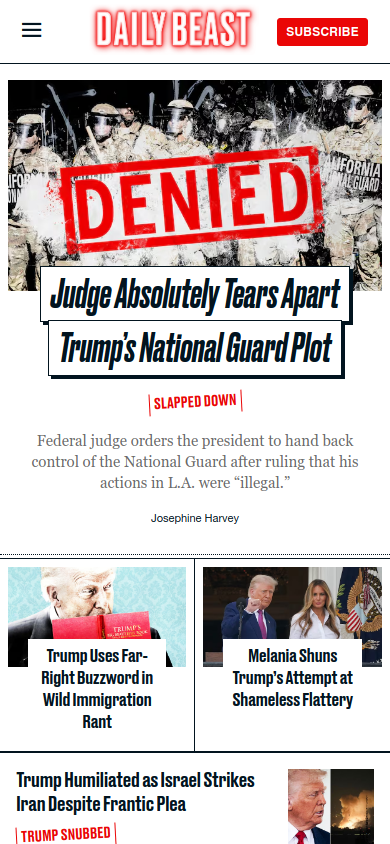 DAILY BEAST
SUBSCRIBE
DENIED
Judge Absolutely Tears Apart
Trump's National Guard Plot
SLAPPED DOWN
Federal judge orders the president to hand back
control of the National Guard after ruling that his
actions in L.A. were “illegal.”
Josephine Harvey
TRUMP'S
Trump Uses Far-
Right Buzzword in
Wild Immigration
Rant
Melania Shuns
Trump’s Attempt at
Shameless Flattery
Trump Humiliated as Israel Strikes
Iran Despite Frantic Plea
TRUMP SNUBBED